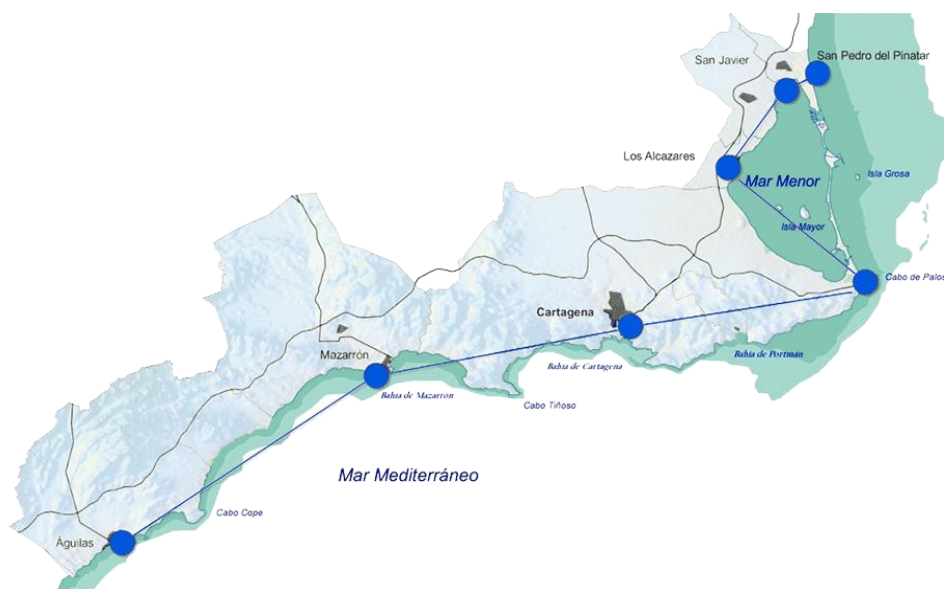 San Pedro del Pinatar
San Javier
Los Alcazares
Mar Menor
Isla Grosa
Isla Mayor
Cabo de Palos
Cartagena
Bahía de Portmán
Mazarrón
Bahía de Cartagena
Bahía de Mazarrón
Cabo Tiñoso
Mar Mediterráneo
Cabo Cope
Águilas